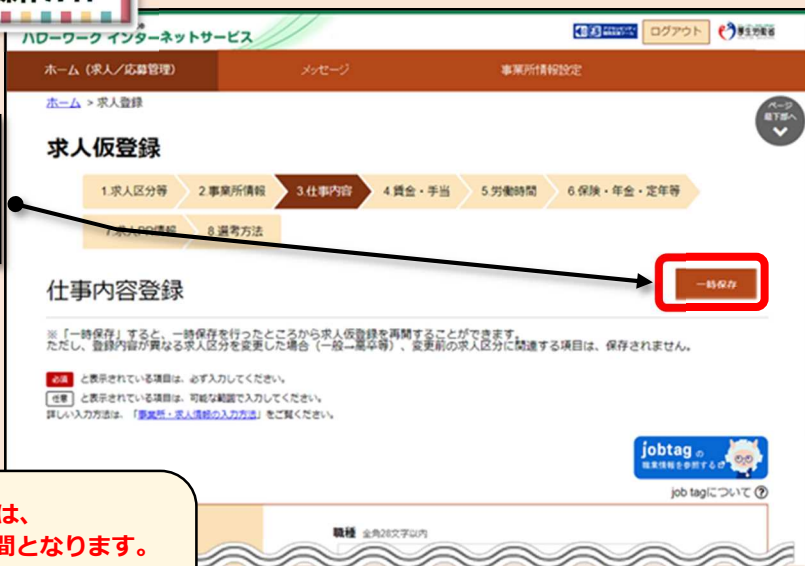 ハローワーク インターネットサービス
ログアウト
厚生労働省
ホーム（求人／応募管理）
メッセージ
事業所情報設定
ホーム > 求人登録
ページ
最下部へ
求人仮登録
1.求人区分等
2.事業所情報
3.仕事内容
4.賃金・手当
5.労働時間
6.保険・年金・定年等
7.求人PR情報
8.選考方法
仕事内容登録
一時保存
※「一時保存」すると、一時保存を行ったところから求人仮登録を再開することができます。
ただし、登録内容が異なる求人区分を変更した場合（一般→高卒等）、変更前の求人区分に関連する項目は、保存されません。
必須 と表示されている項目は、必ず入力してください。
任意 と表示されている項目は、可能な範囲で入力してください。
詳しい入力方法は、「事業所・求人情報の入力方法」をご覧ください。
jobtag の
職業情報を参照する
job tagについて ?
は、
間となります。
職種 全角28文字以内